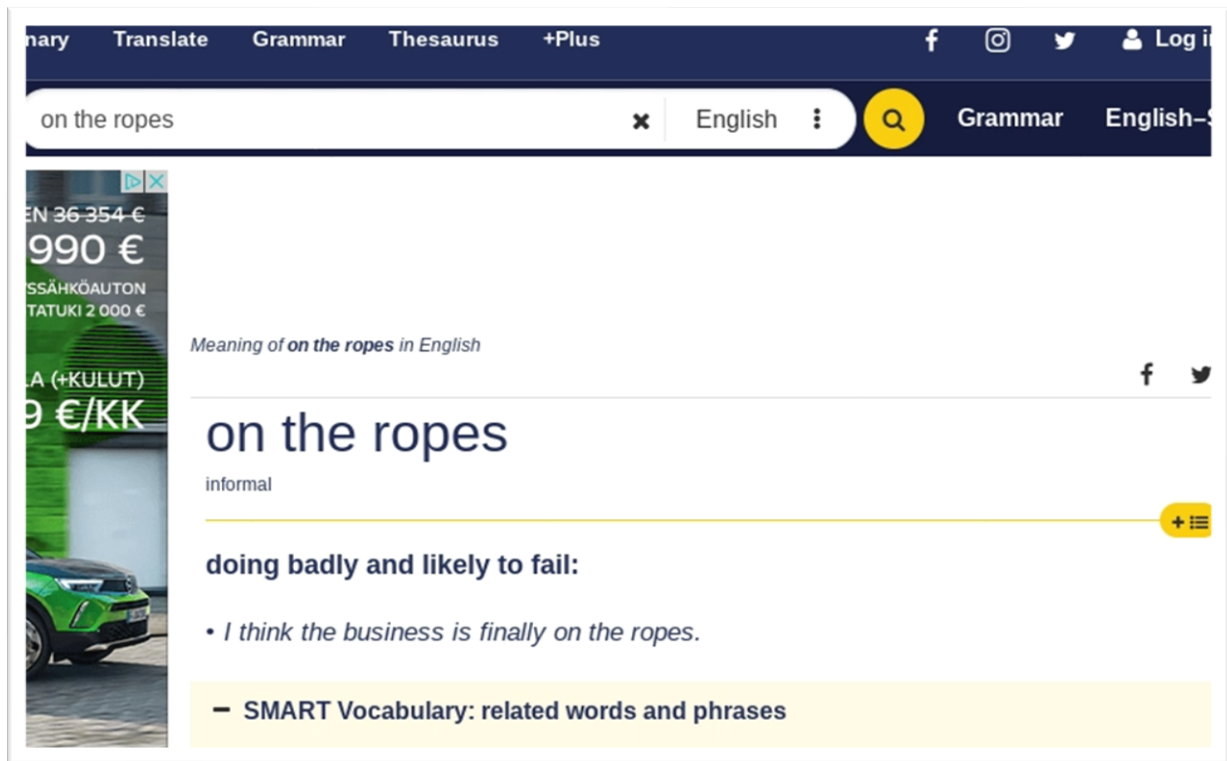 nary Translate Grammar Thesaurus +Plus Log in
on the ropes English Grammar English–S
EN 36 354 €
990 €
SSÄHKÖAUTON
TATUKI 2 000 €
LA (+KULUT)
9 €/KK
Meaning of on the ropes in English
on the ropes
informal
doing badly and likely to fail:
• I think the business is finally on the ropes.
SMART Vocabulary: related words and phrases